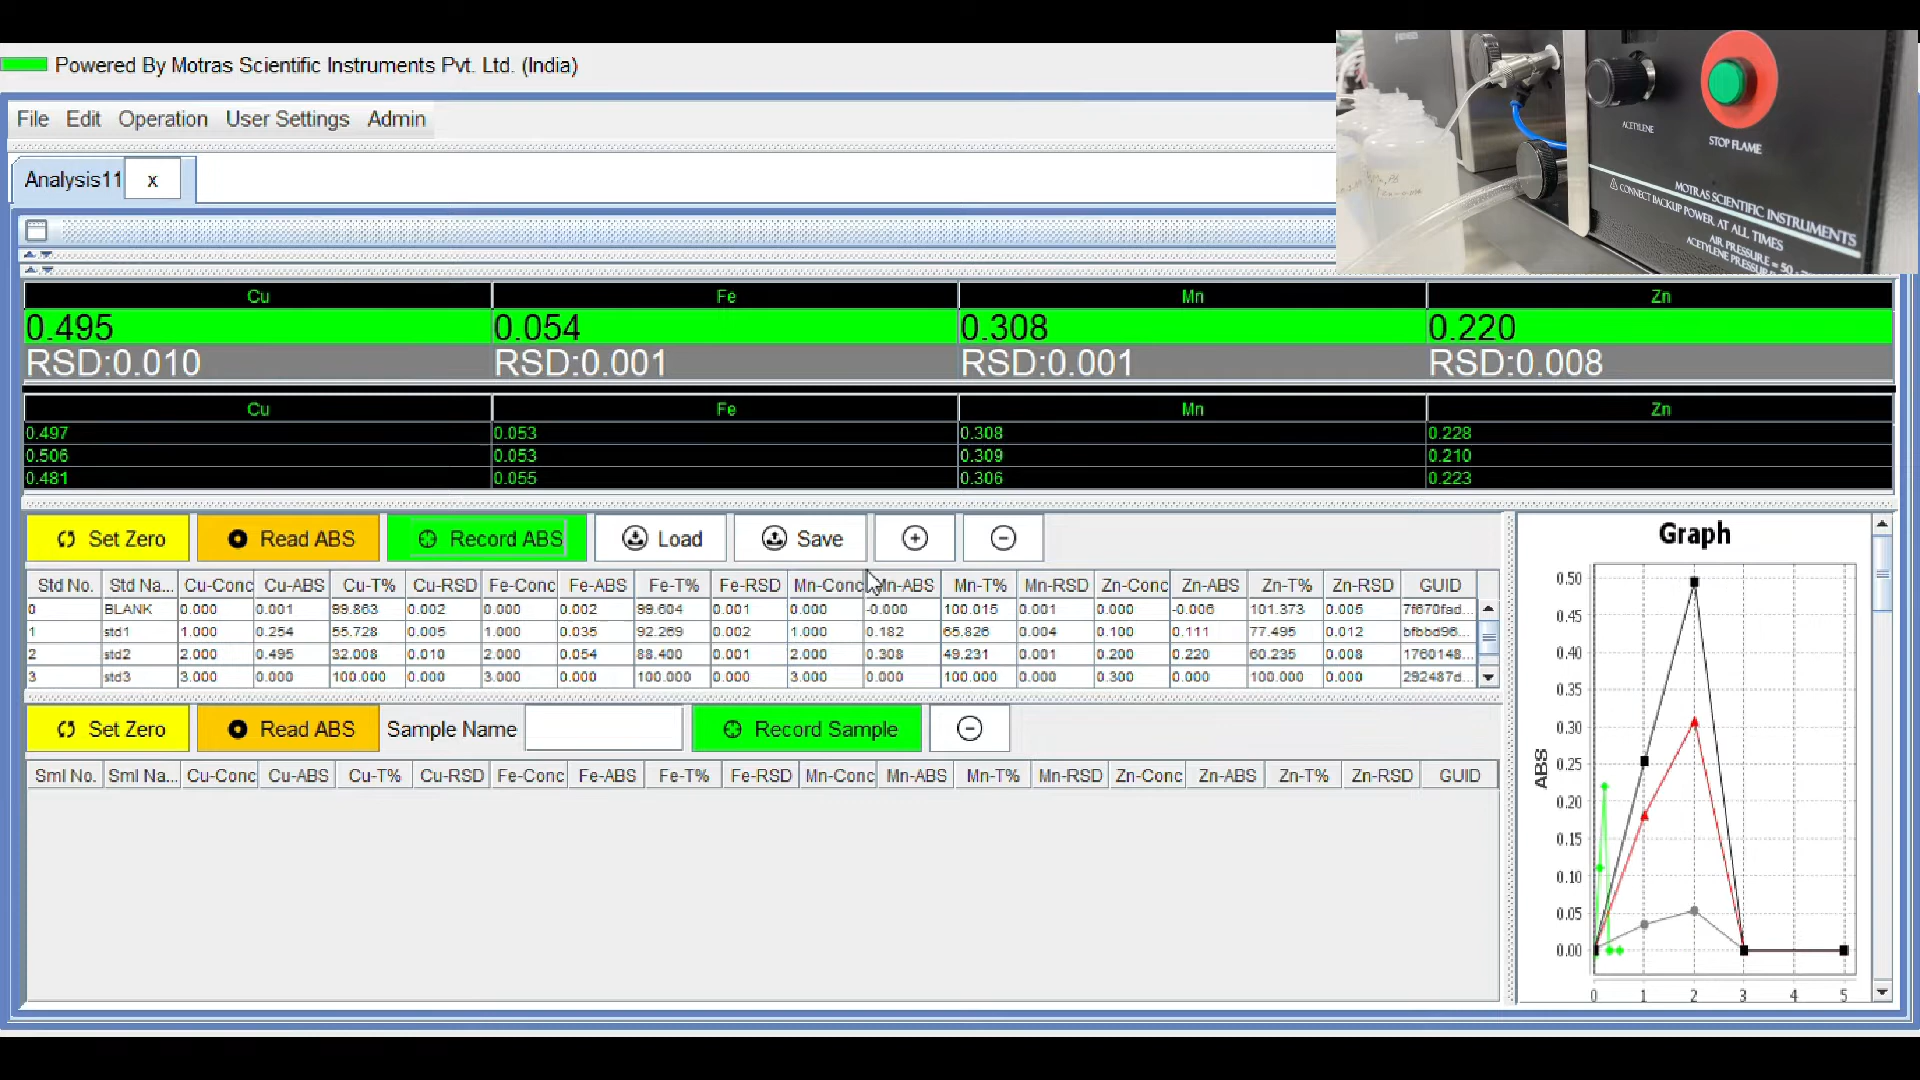 Powered By Motras Scientific Instruments Pvt. Ltd. (India)
File Edit Operation User Settings Admin
Analysis11 x
ACETYLENE
STOP FLAME
MOTRAS SCIENTIFIC INSTRUMENTS
⚠ CONNECT BACKUP POWER, AT ALL TIMES
AIR PRESSURE = 50 -
ACETYLENE PRESSUR
Cu Fe Mn Zn
0.495 0.054 0.308 0.220
RSD:0.010 RSD:0.001 RSD:0.001 RSD:0.008
Cu Fe Mn Zn
0.497 0.053 0.308 0.228
0.506 0.053 0.309 0.210
0.481 0.055 0.306 0.223
Set Zero Read ABS Record ABS Load Save
Std No. Std Na... Cu-Conc Cu-ABS Cu-T% Cu-RSD Fe-Conc Fe-ABS Fe-T% Fe-RSD Mn-Conc Mn-ABS Mn-T% Mn-RSD Zn-Conc Zn-ABS Zn-T% Zn-RSD GUID
0 BLANK 0.000 0.001 99.863 0.002 0.000 0.002 99.604 0.001 0.000 -0.000 100.015 0.001 0.000 -0.006 101.373 0.005 7f670fad...
1 std1 1.000 0.254 55.728 0.005 1.000 0.035 92.269 0.002 1.000 0.182 65.826 0.004 0.100 0.111 77.495 0.012 bfbbd96...
2 std2 2.000 0.495 32.008 0.010 2.000 0.054 88.400 0.001 2.000 0.308 49.231 0.001 0.200 0.220 60.235 0.008 1760148...
3 std3 3.000 0.000 100.000 0.000 3.000 0.000 100.000 0.000 3.000 0.000 100.000 0.000 0.300 0.000 100.000 0.000 292487d...
Set Zero Read ABS Sample Name Record Sample
Sml No. Sml Na... Cu-Conc Cu-ABS Cu-T% Cu-RSD Fe-Conc Fe-ABS Fe-T% Fe-RSD Mn-Conc Mn-ABS Mn-T% Mn-RSD Zn-Conc Zn-ABS Zn-T% Zn-RSD GUID
Graph
0.50
0.45
0.40
0.35
0.30
0.25
0.20
0.15
0.10
0.05
0.00
ABS
0 1 2 3 4 5